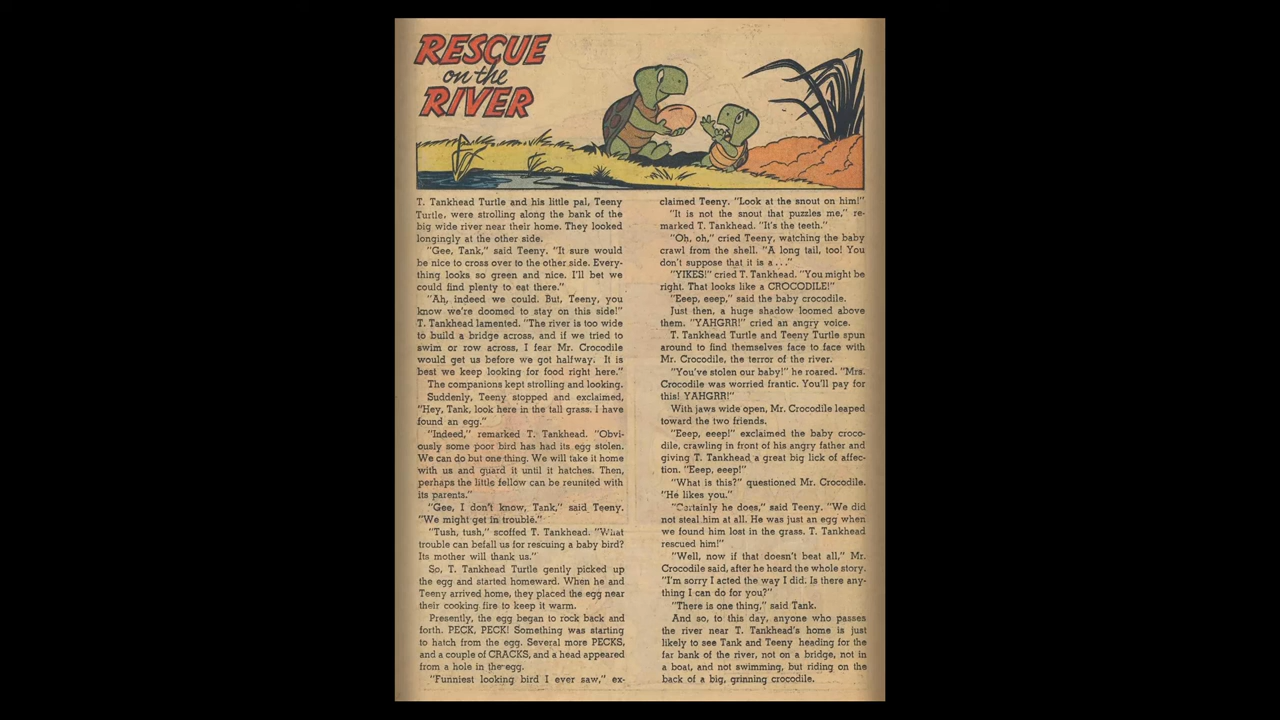 RESCUE
on the
RIVER
T. Tankhead Turtle and his little pal, Teeny
Turtle, were strolling along the bank of the
big wide river near their home. They looked
longingly at the other side.
"Gee, Tank," said Teeny. "It sure would
be nice to cross over to the other side. Every-
thing looks so green and nice. I'll bet we
could find plenty to eat there."
"Ah, indeed we could. But, Teeny, you
know we're doomed to stay on this side!"
T. Tankhead lamented. "The river is too wide
to build a bridge across, and if we tried to
swim or row across, I fear Mr. Crocodile
would get us before we got halfway. It is
best we keep looking for food right here."
The companions kept strolling and looking.
Suddenly, Teeny stopped and exclaimed,
"Hey, Tank, look here in the tall grass. I have
found an egg."
"Indeed," remarked T. Tankhead. "Obvi-
ously some poor bird has had its egg stolen.
We can do but one thing. We will take it home
with us and guard it until it hatches. Then,
perhaps the little fellow can be reunited with
its parents."
"Gee, I don't know, Tank," said Teeny.
"We might get in trouble."
"Tush, tush," scoffed T. Tankhead. "What
trouble can befall us for rescuing a baby bird?
Its mother will thank us."
So, T. Tankhead Turtle gently picked up
the egg and started homeward. When he and
Teeny arrived home, they placed the egg near
their cooking fire to keep it warm.
Presently, the egg began to rock back and
forth. PECK, PECK! Something was starting
to hatch from the egg. Several more PECKS,
and a couple of CRACKS, and a head appeared
from a hole in the egg.
"Funniest looking bird I ever saw," ex-
claimed Teeny. "Look at the snout on him!"
"It is not the snout that puzzles me," re-
marked T. Tankhead. "It's the teeth."
"Oh, oh," cried Teeny, watching the baby
crawl from the shell. "A long tail, too! You
don't suppose that it is a . . ."
"YIKES!" cried T. Tankhead. "You might be
right. That looks like a CROCODILE!"
"Eeep, eeep," said the baby crocodile.
Just then, a huge shadow loomed above
them. "YAHGRR!" cried an angry voice.
T. Tankhead Turtle and Teeny Turtle spun
around to find themselves face to face with
Mr. Crocodile, the terror of the river.
"You've stolen our baby!" he roared. "Mrs.
Crocodile was worried frantic. You'll pay for
this! YAHGRR!"
With jaws wide open, Mr. Crocodile leaped
toward the two friends.
"Eeep, eeep!" exclaimed the baby croco-
dile, crawling in front of his angry father and
giving T. Tankhead a great big lick of affec-
tion. "Eeep, eeep!"
"What is this?" questioned Mr. Crocodile.
"He likes you."
"Certainly he does," said Teeny. "We did
not steal him at all. He was just an egg when
we found him lost in the grass. T. Tankhead
rescued him!"
"Well, now if that doesn't beat all," Mr.
Crocodile said, after he heard the whole story.
"I'm sorry I acted the way I did. Is there any-
thing I can do for you?"
"There is one thing," said Tank.
And so, to this day, anyone who passes
the river near T. Tankhead's home is just
likely to see Tank and Teeny heading for the
far bank of the river, not on a bridge, not in
a boat, and not swimming, but riding on the
back of a big, grinning crocodile.